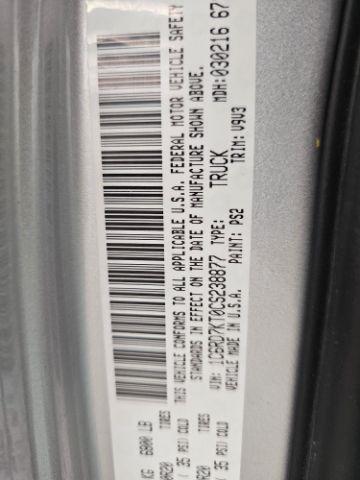 KG 6800 LB
TIRES
/ 35 PSI/ COLD
TIRES
/ 35 PSI/ COLD
THIS VEHICLE CONFORMS TO ALL APPLICABLE U.S.A. FEDERAL MOTOR VEHICLE SAFETY
STANDARDS IN EFFECT ON THE DATE OF MANUFACTURE SHOWN ABOVE.
VIN: 1C6RD7KT0CS238877 TYPE: TRUCK MDH:030216 67
VEHICLE MADE IN U.S.A. PAINT: PS2 TRIM: V9V3